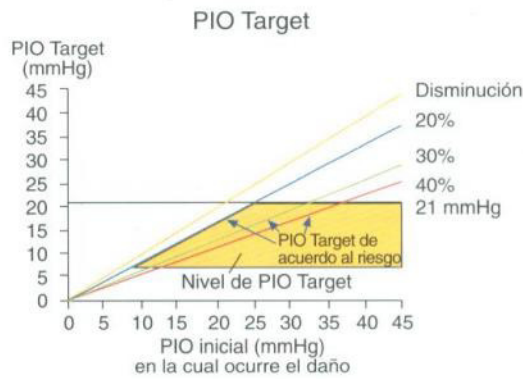 PIO Target
PIO Target
(mmHg)
45
40
35
30
25
20
15
10
5
0
Disminución
20%
30%
40%
21 mmHg
PIO Target de
acuerdo al riesgo
Nivel de PIO Target
0 5 10 15 20 25 30 35 40 45
PIO inicial (mmHg)
en la cual ocurre el daño